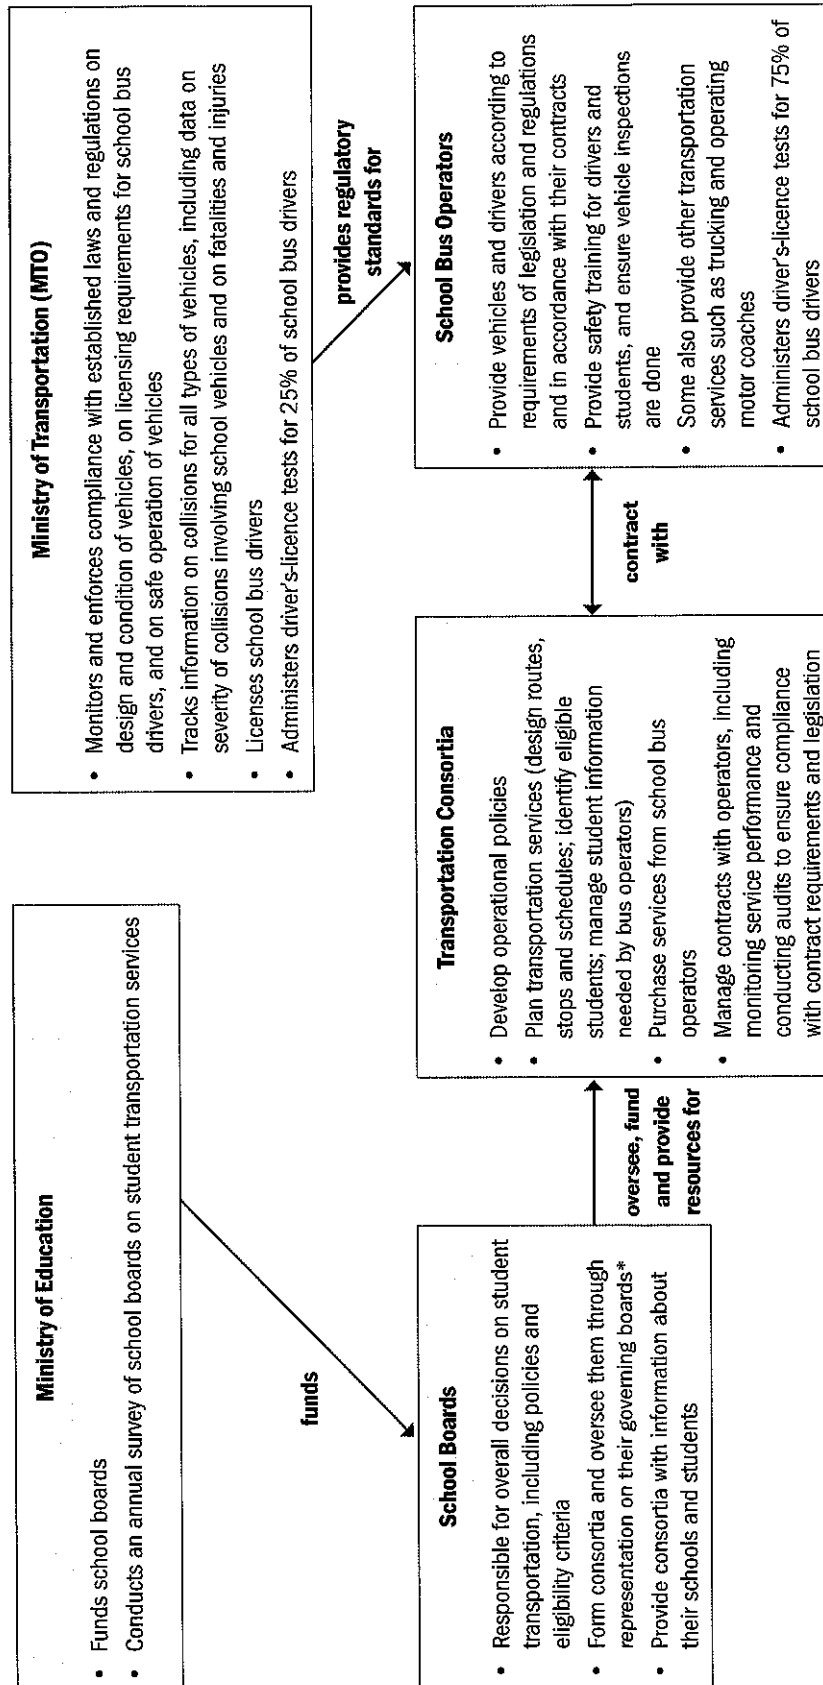 Ministry of Education
• Funds school boards
• Conducts an annual survey of school boards on student transportation services
Ministry of Transportation (MTO)
• Monitors and enforces compliance with established laws and regulations on
design and condition of vehicles, on licensing requirements for school bus
drivers, and on safe operation of vehicles
• Tracks information on collisions for all types of vehicles, including data on
severity of collisions involving school vehicles and on fatalities and injuries
• Licenses school bus drivers
• Administers driver's-licence tests for 25% of school bus drivers
funds
provides regulatory
standards for
School Boards
• Responsible for overall decisions on student
transportation, including policies and
eligibility criteria
• Form consortia and oversee them through
representation on their governing boards*
• Provide consortia with information about
their schools and students
oversee, fund
and provide
resources for
Transportation Consortia
• Develop operational policies
• Plan transportation services (design routes,
stops and schedules; identify eligible
students; manage student information
needed by bus operators)
• Purchase services from school bus
operators
• Manage contracts with operators, including
monitoring service performance and
conducting audits to ensure compliance
with contract requirements and legislation
contract
with
School Bus Operators
• Provide vehicles and drivers according to
requirements of legislation and regulations
and in accordance with their contracts
• Provide safety training for drivers and
students, and ensure vehicle inspections
are done
• Some also provide other transportation
services such as trucking and operating
motor coaches
• Administers driver's-licence tests for 75% of
school bus drivers